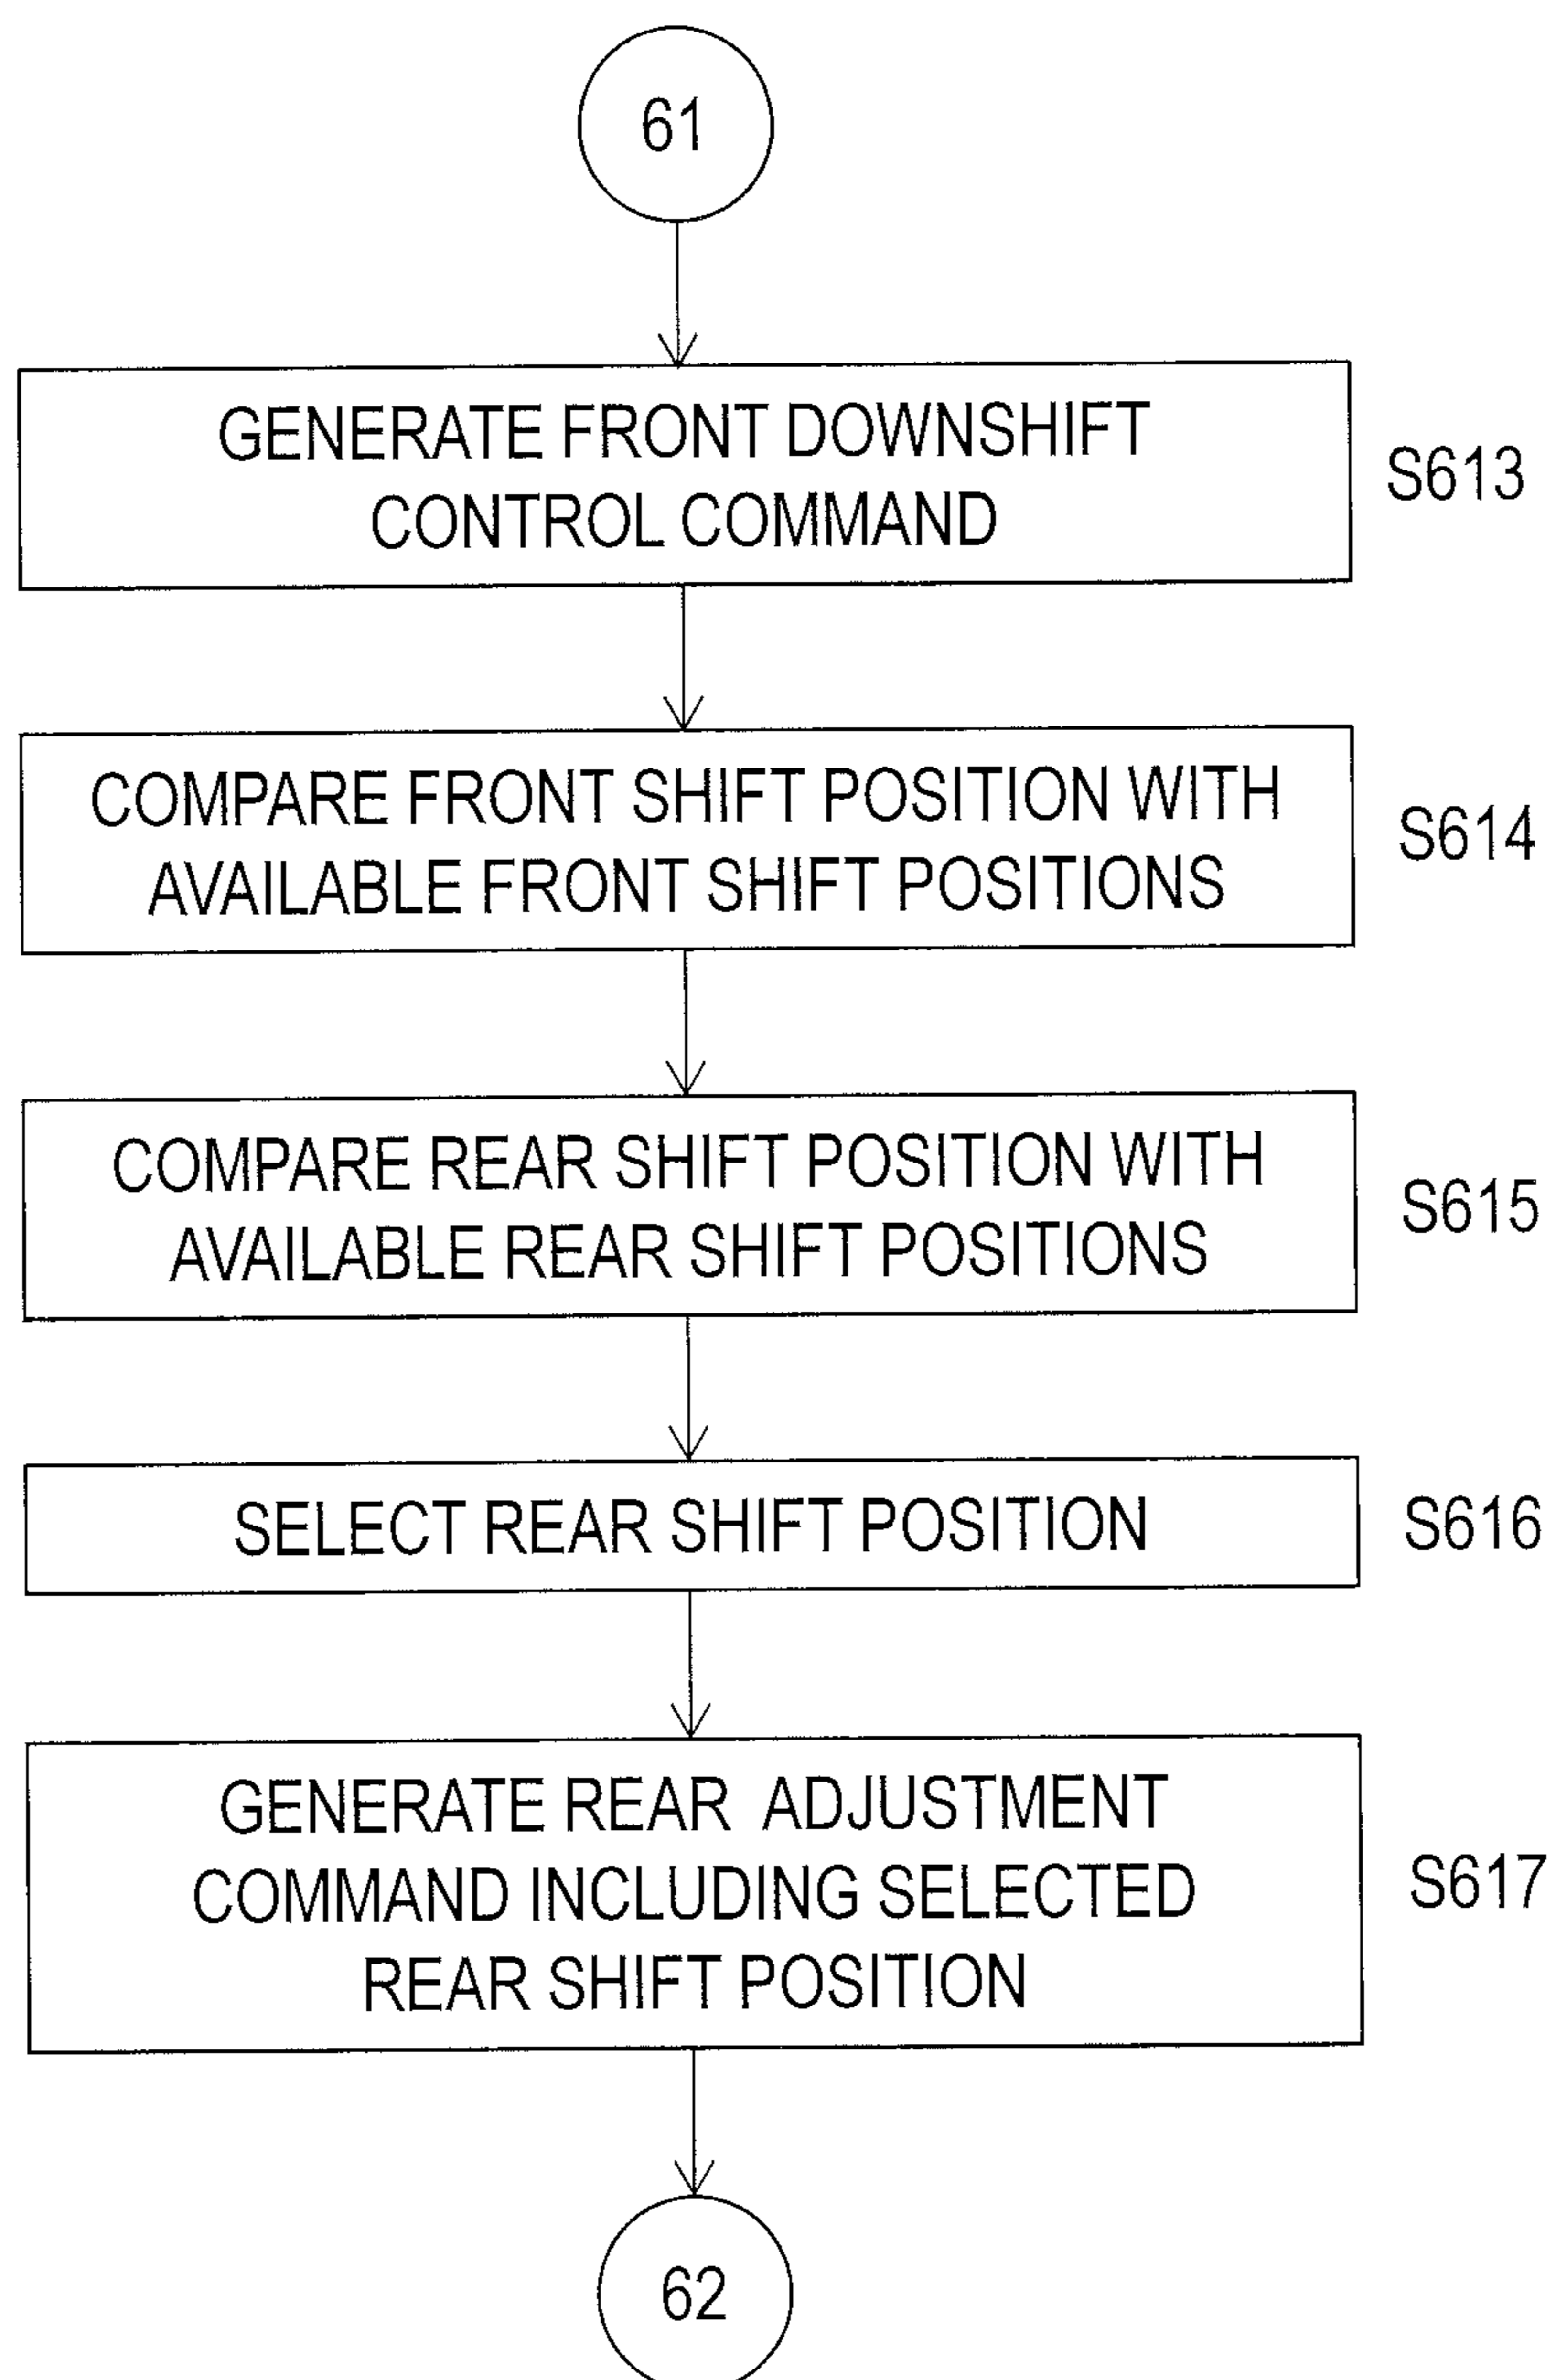 61
GENERATE FRONT DOWNSHIFT
CONTROL COMMAND
S613
COMPARE FRONT SHIFT POSITION WITH
AVAILABLE FRONT SHIFT POSITIONS
S614
COMPARE REAR SHIFT POSITION WITH
AVAILABLE REAR SHIFT POSITIONS
S615
SELECT REAR SHIFT POSITION
S616
GENERATE REAR ADJUSTMENT
COMMAND INCLUDING SELECTED
REAR SHIFT POSITION
S617
62